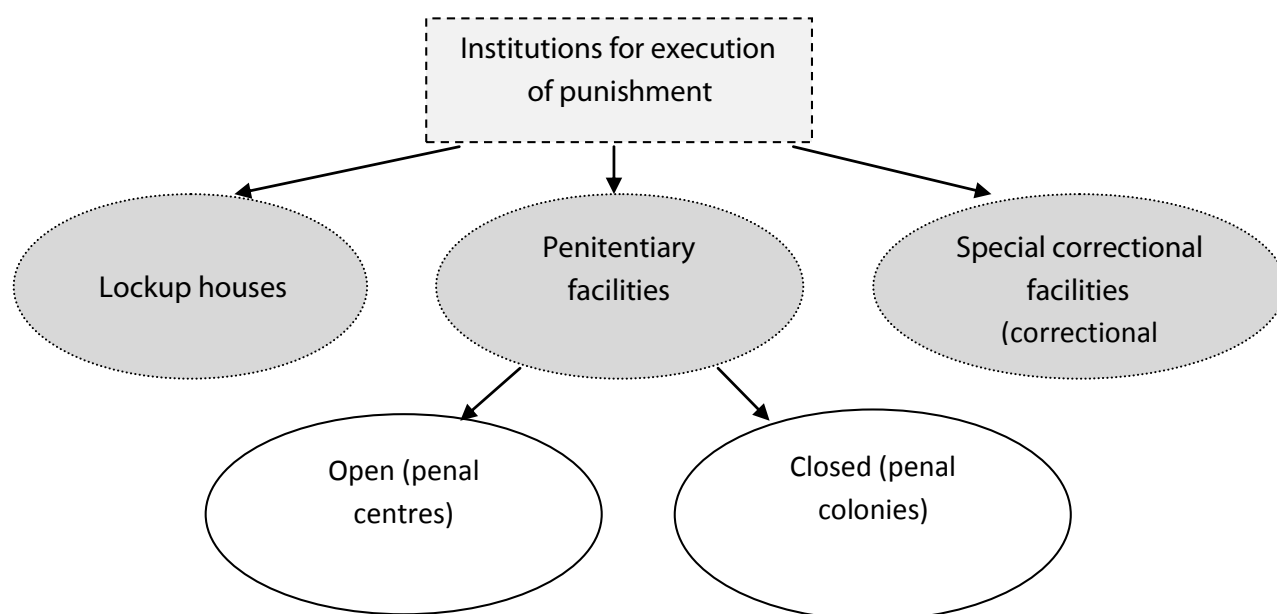 Institutions for execution
of punishment
Lockup houses
Penitentiary
facilities
Special correctional
facilities
(correctional
Open (penal
centres)
Closed (penal
colonies)